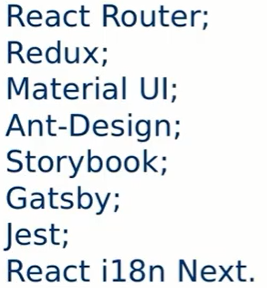 React Router;
Redux;
Material UI;
Ant-Design;
Storybook;
Gatsby;
Jest;
React i18n Next.